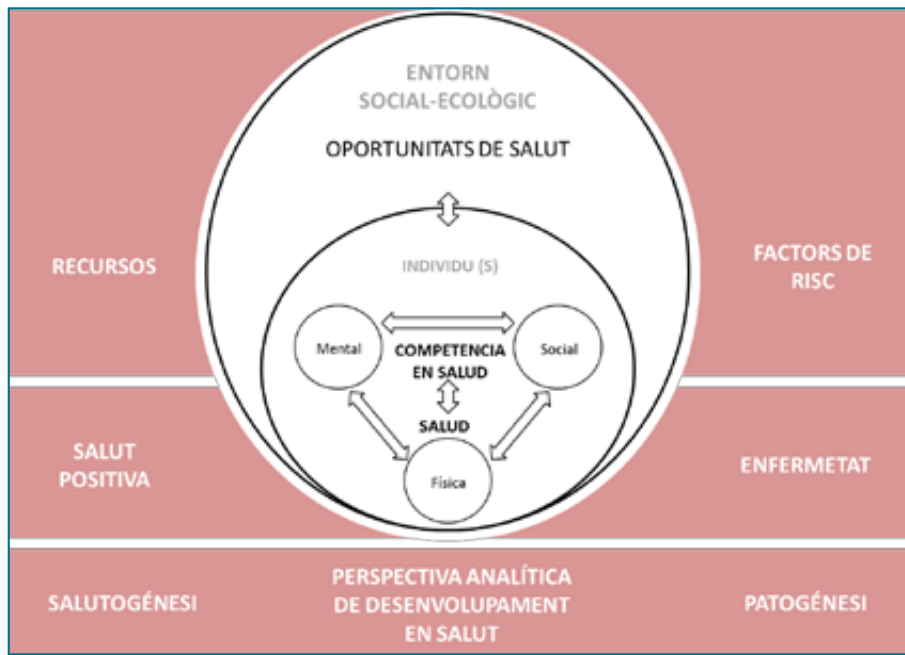 ENTORN
SOCIAL-ECOLÒGIC
OPORTUNITATS DE SALUT
RECURSOS
FACTORS DE
RISC
INDIVIDU (S)
Mental
COMPETENCIA
EN SALUD
Social
SALUD
Física
SALUT
POSITIVA
ENFERMETAT
SALUTOGÉNESI
PERSPECTIVA ANALÍTICA
DE DESENVOLUPAMENT
EN SALUT
PATOGÉNESI